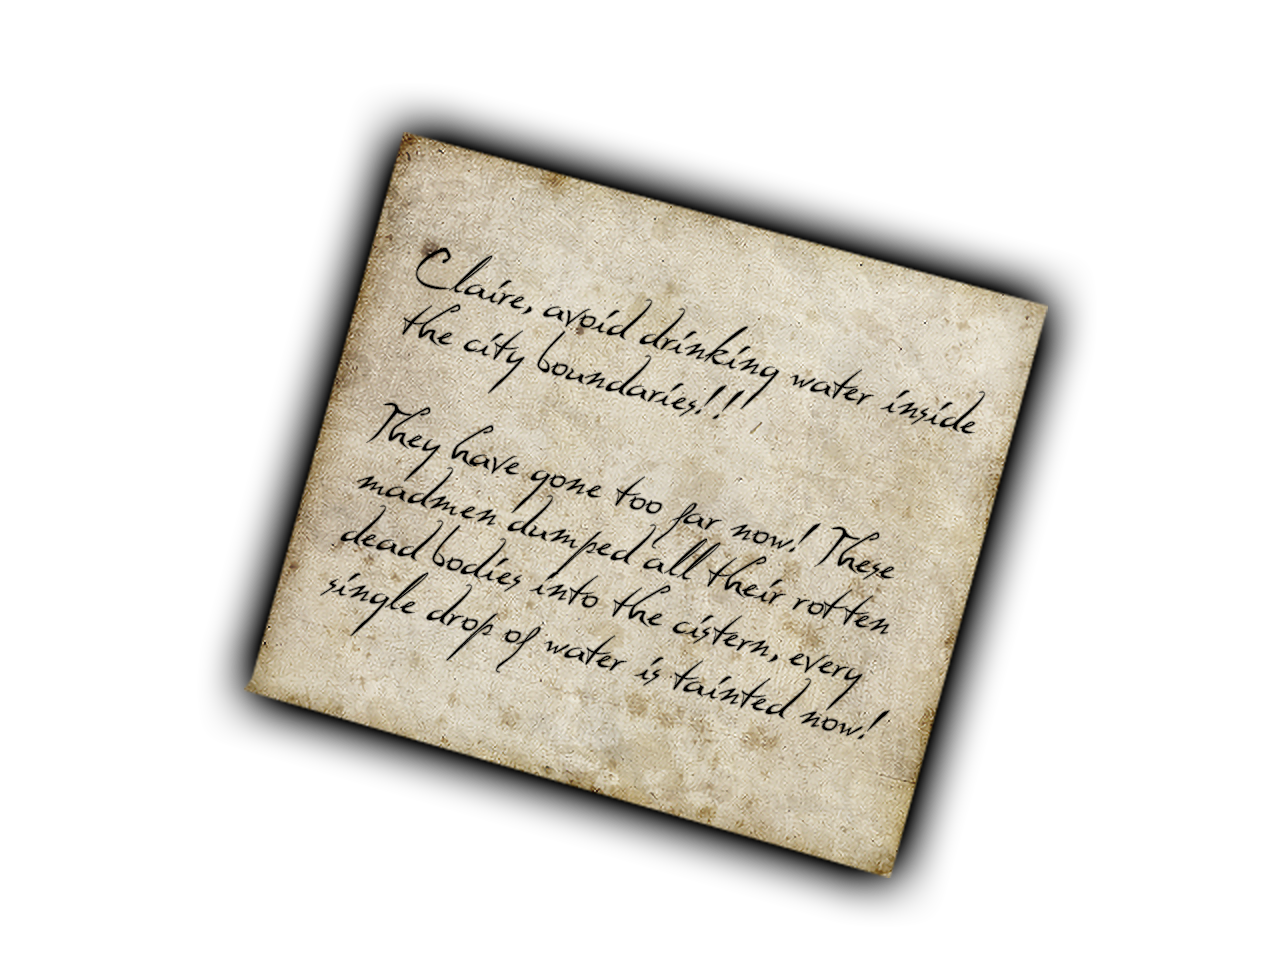 Claire, avoid drinking water inside
the city boundaries!!!
They have gone too far now! These
madmen dumped all their rotten
dead bodies into the cistern, every
single drop of water is tainted now!